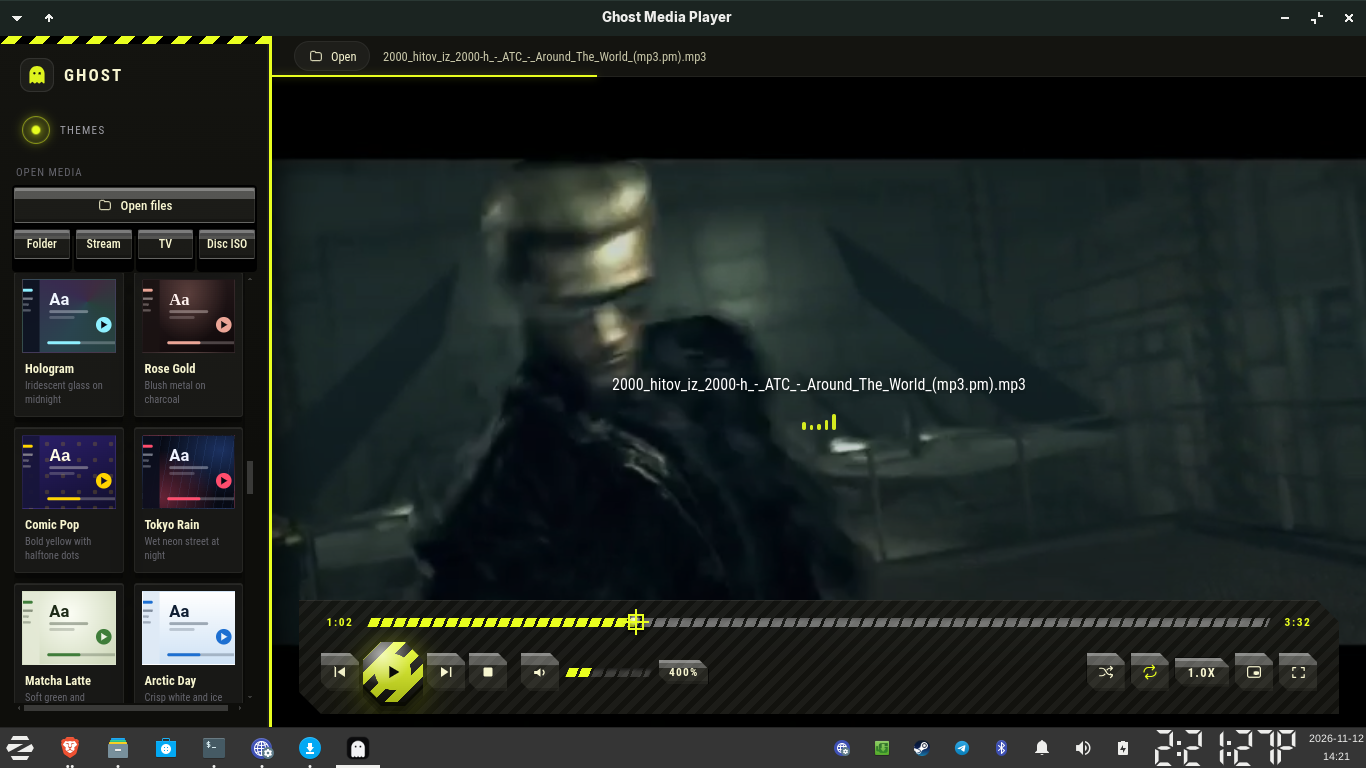 Ghost Media Player
GHOST
THEMES
OPEN MEDIA
Open files
Folder
Stream
TV
Disc ISO
Aa
Aa
Hologram
Rose Gold
Iridescent glass on midnight
Blush metal on charcoal
Aa
Aa
Comic Pop
Tokyo Rain
Bold yellow with halftone dots
Wet neon street at night
Aa
Aa
Matcha Latte
Arctic Day
Soft green and
Crisp white and ice
Open
2000_hitov_iz_2000-h_-_ATC_-_Around_The_World_(mp3.pm).mp3
2000_hitov_iz_2000-h_-_ATC_-_Around_The_World_(mp3.pm).mp3
1:02
3:32
400%
1.0X
2:21:27P
2026-11-12
14:21